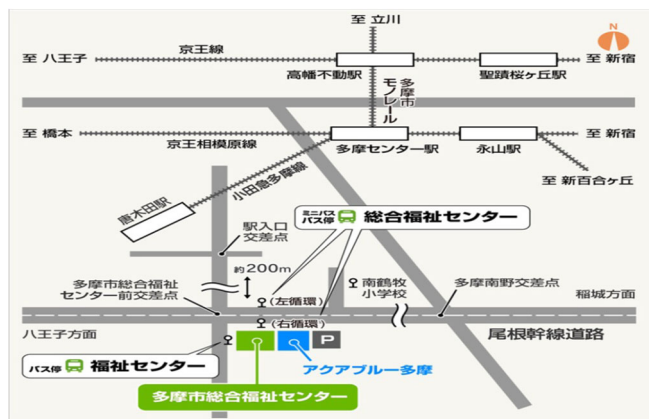 至 立川
N
至 八王子
京王線
高幡不動駅
聖蹟桜ヶ丘駅
至 新宿
多摩市
モノレール
至 橋本
京王相模原線
多摩センター駅
永山駅
至 新宿
小田急多摩線
至 新百合ヶ丘
唐木田駅
駅入口
交差点
ミニバス
バス停
総合福祉センター
約200m
多摩市総合福祉
センター前交差点
(左循環)
南鶴牧
小学校
多摩南野交差点
稲城方面
(右循環)
八王子方面
尾根幹線道路
バス停
福祉センター
P
アクアブルー多摩
多摩市総合福祉センター